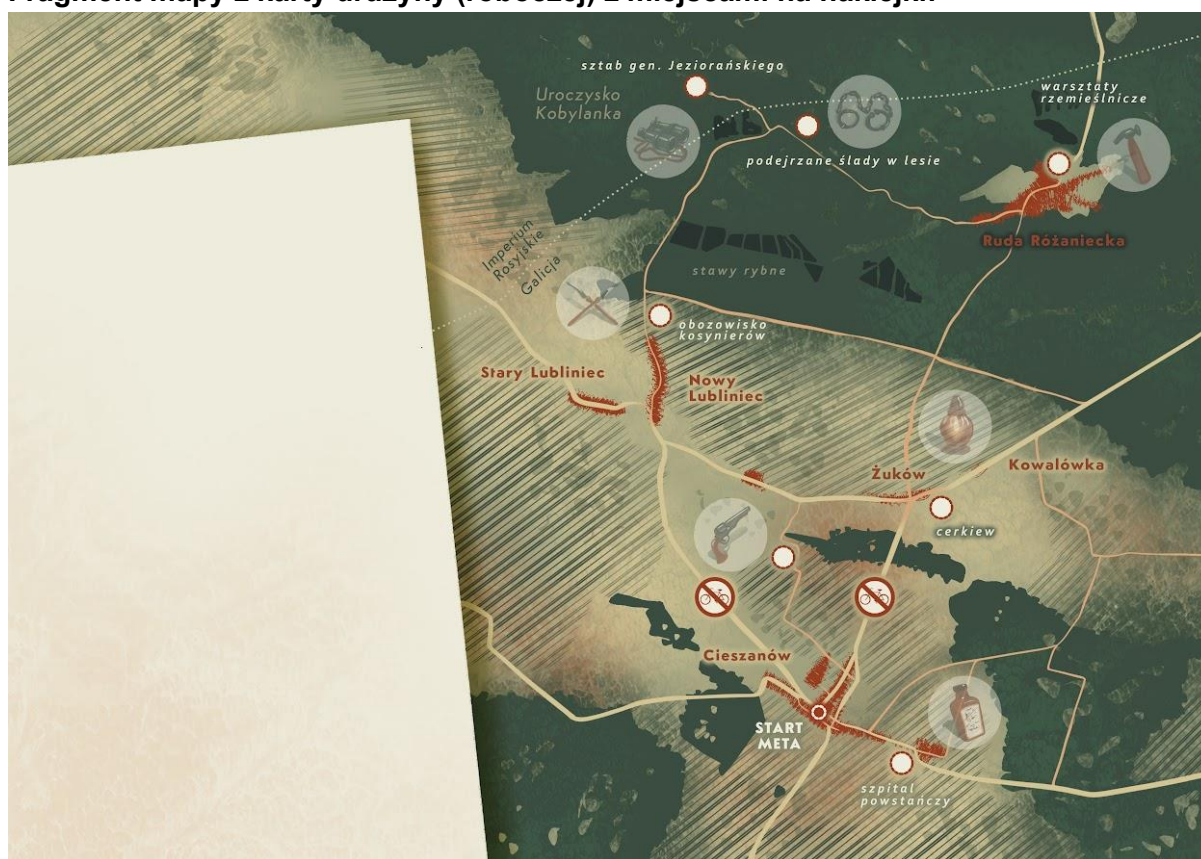 Fragment mapy z karty drużyny (roboczej) z miejscami na naklejki
sztab gen. Jeziorańskiego
Uroczysko
Kobylanka
warsztaty
rzemieślnicze
podejrzane ślady w lesie
Ruda Różaniecka
Imperium
Rosyjskie
Galicja
stawy rybne
obozowisko
kosynierów
Stary Lubliniec
Nowy
Lubliniec
Żuków
Kowalówka
cerkiew
Cieszanów
START
META
szpital
powstańczy